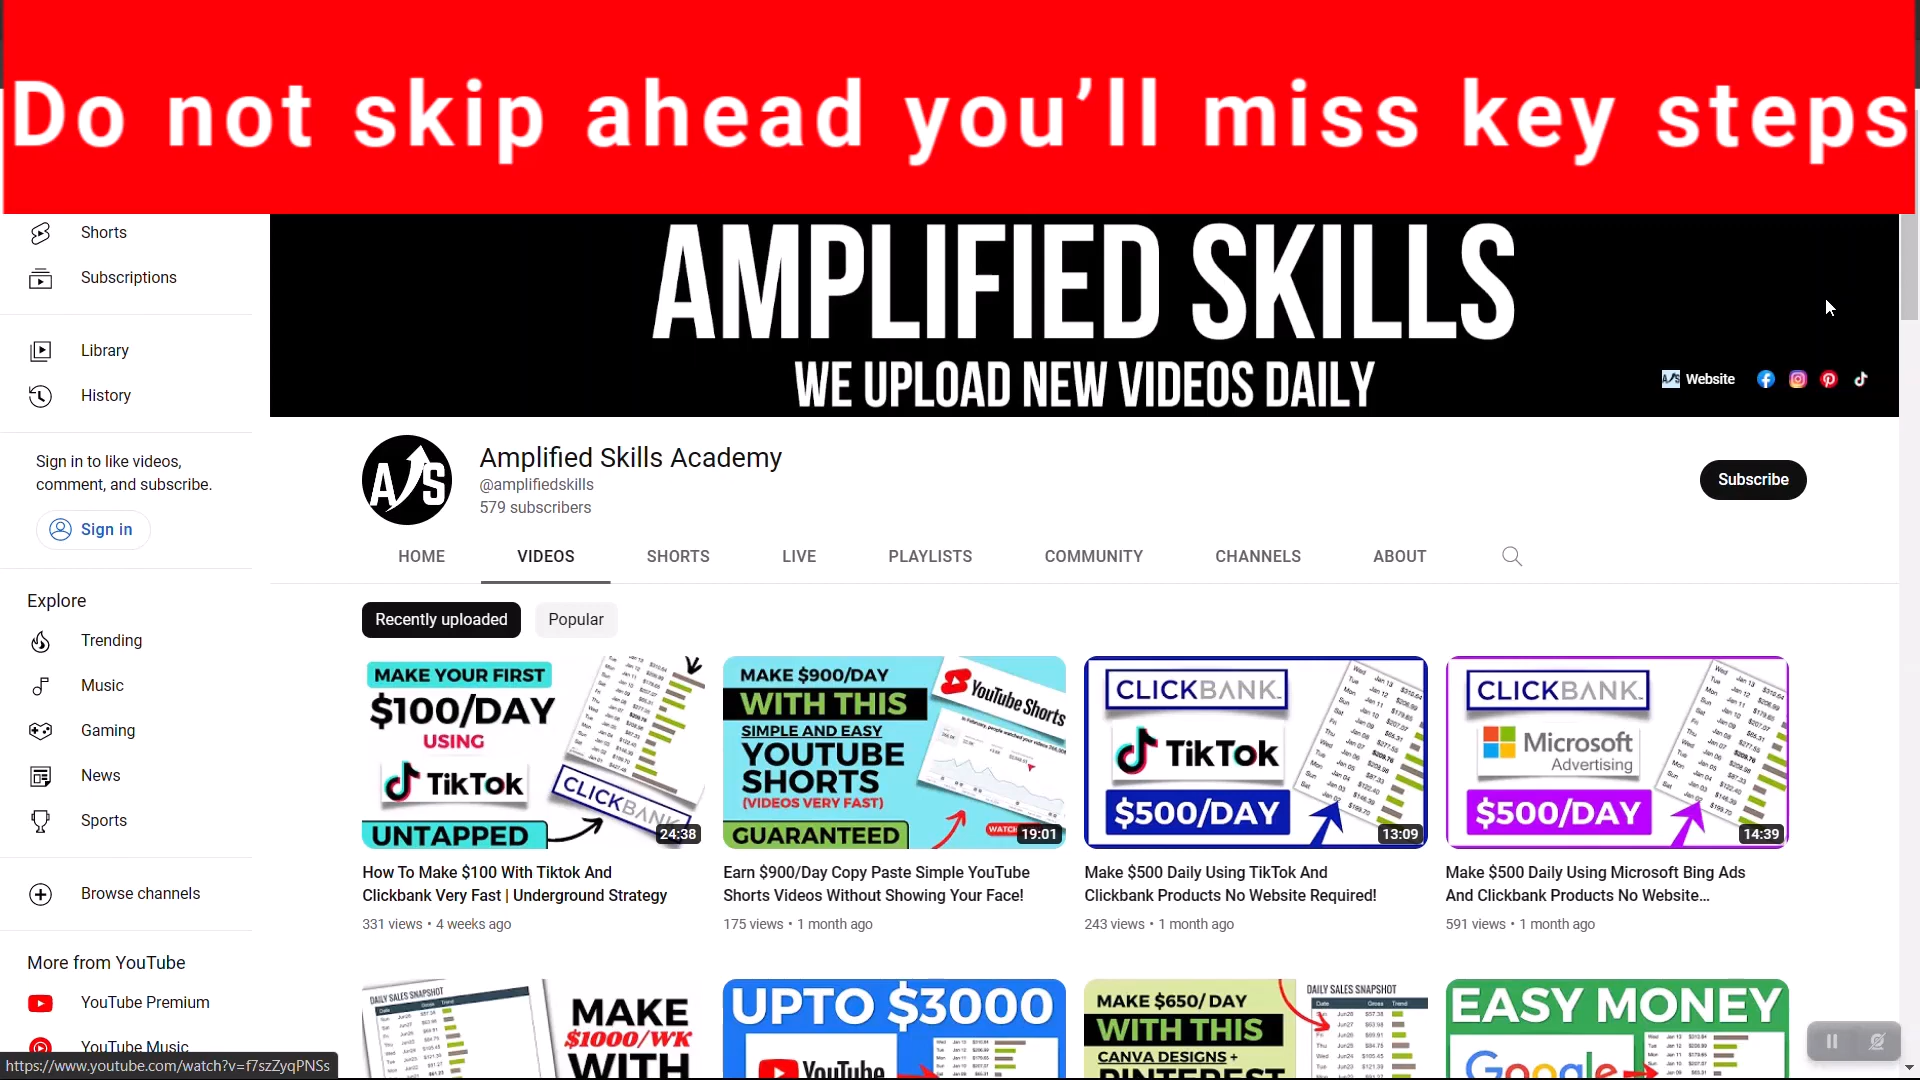 Do not skip ahead you’ll miss key steps
Shorts
Subscriptions
Library
History
Sign in to like videos,
comment, and subscribe.
Sign in
Explore
Trending
Music
Gaming
News
Sports
Browse channels
More from YouTube
YouTube Premium
YouTube Music
https://www.youtube.com/watch?v=f7szZyqPNSs
AMPLIFIED SKILLS
WE UPLOAD NEW VIDEOS DAILY
Website
Amplified Skills Academy
@amplifiedskills
579 subscribers
Subscribe
HOME VIDEOS SHORTS LIVE PLAYLISTS COMMUNITY CHANNELS ABOUT
Recently uploaded Popular
MAKE YOUR FIRST
$100/DAY
USING
TikTok
CLICKBANK
UNTAPPED
24:38
How To Make $100 With Tiktok And
Clickbank Very Fast | Underground Strategy
331 views • 4 weeks ago
MAKE $900/DAY
WITH THIS
SIMPLE AND EASY
YOUTUBE
SHORTS
(VIDEOS VERY FAST)
GUARANTEED
YouTube Shorts
19:01
Earn $900/Day Copy Paste Simple YouTube
Shorts Videos Without Showing Your Face!
175 views • 1 month ago
CLICKBANK
TikTok
$500/DAY
13:09
Make $500 Daily Using TikTok And
Clickbank Products No Website Required!
243 views • 1 month ago
CLICKBANK
Microsoft
Advertising
$500/DAY
14:39
Make $500 Daily Using Microsoft Bing Ads
And Clickbank Products No Website...
591 views • 1 month ago
DAILY SALES SNAPSHOT
MAKE
$1000/WK
WITH
UPTO $3000
YouTube
MAKE $650/DAY
WITH THIS
CANVA DESIGNS +
PINTEREST
DAILY SALES SNAPSHOT
EASY MONEY
Google